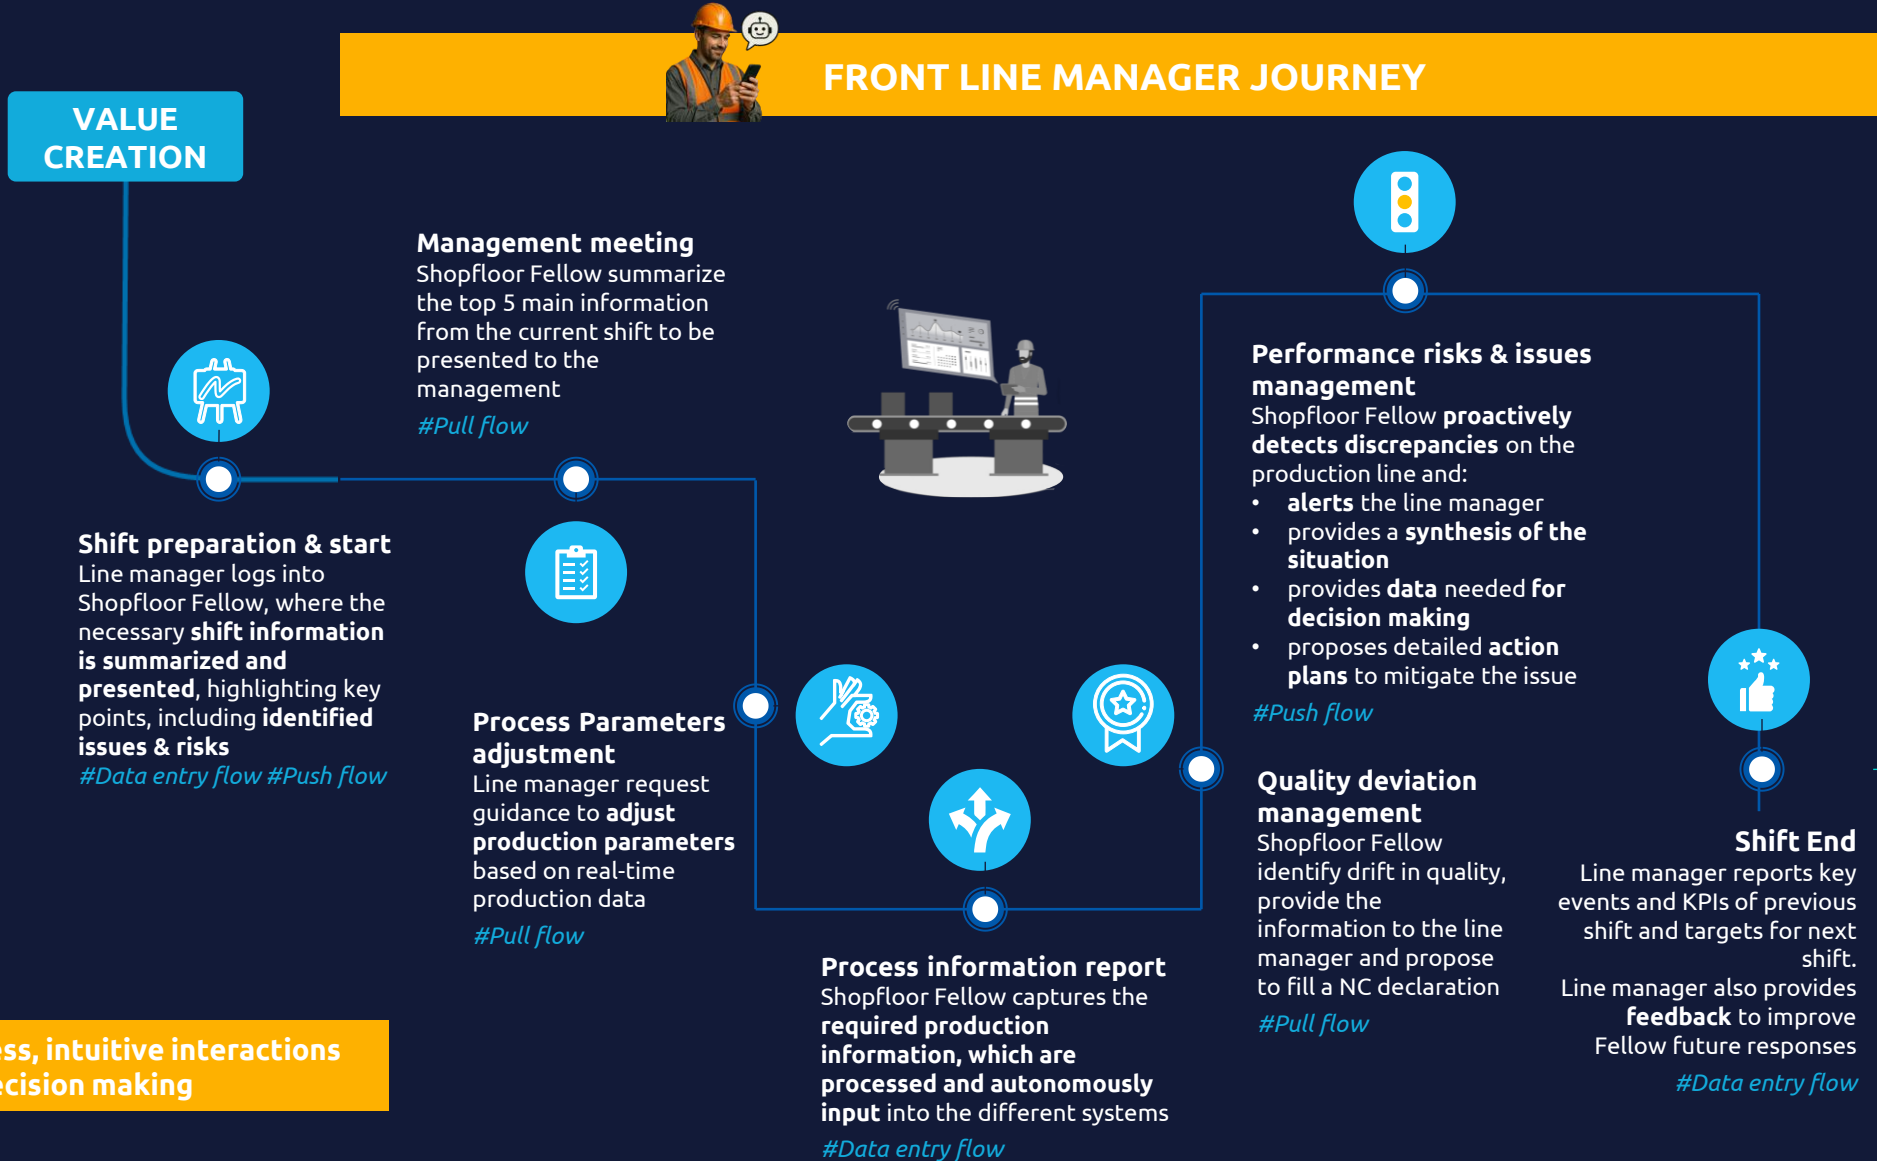 FRONT LINE MANAGER JOURNEY
VALUE
CREATION
Management meeting
Shopfloor Fellow summarize
the top 5 main information
from the current shift to be
presented to the
management
#Pull flow
Shift preparation & start
Line manager logs into
Shopfloor Fellow, where the
necessary shift information
is summarized and
presented, highlighting key
points, including identified
issues & risks
#Data entry flow #Push flow
Process Parameters
adjustment
Line manager request
guidance to adjust
production parameters
based on real-time
production data
#Pull flow
Process information report
Shopfloor Fellow captures the
required production
information, which are
processed and autonomously
input into the different systems
#Data entry flow
Performance risks & issues
management
Shopfloor Fellow proactively
detects discrepancies on the
production line and:
• alerts the line manager
• provides a synthesis of the
situation
• provides data needed for
decision making
• proposes detailed action
plans to mitigate the issue
#Push flow
Quality deviation
management
Shopfloor Fellow
identify drift in quality,
provide the
information to the line
manager and propose
to fill a NC declaration
#Pull flow
Shift End
Line manager reports key
events and KPIs of previous
shift and targets for next
shift.
Line manager also provides
feedback to improve
Fellow future responses
#Data entry flow
ess, intuitive interactions
ecision making